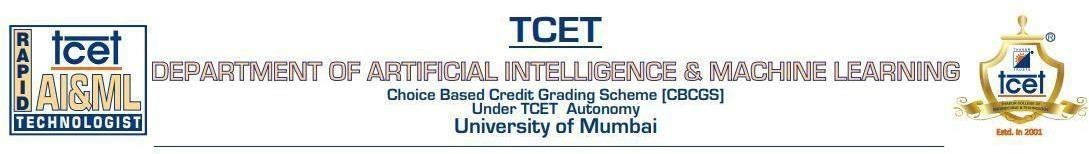 TCET
RAPID
tcet
AI&ML
TECHNOLOGIST
DEPARTMENT OF ARTIFICIAL INTELLIGENCE & MACHINE LEARNING
Choice Based Credit Grading Scheme [CBCGS]
Under TCET Autonomy
University of Mumbai
®
tcet
Estd. in 2001